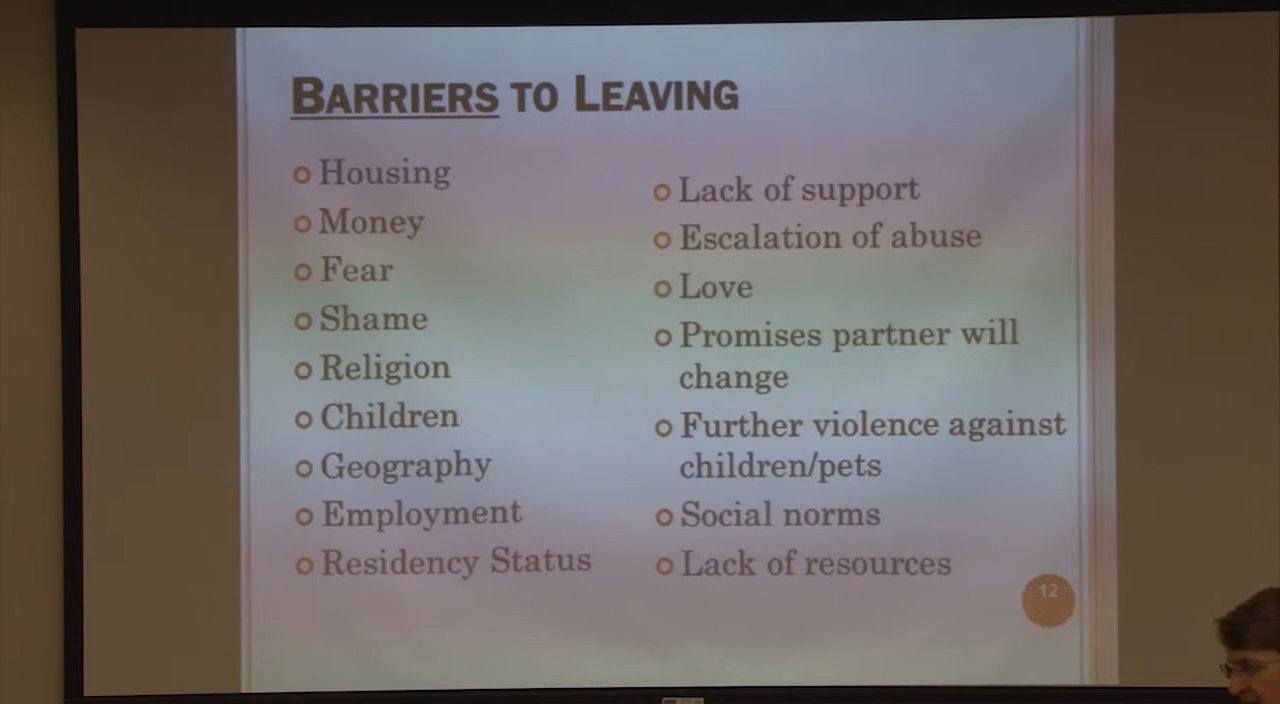 BARRIERS TO LEAVING
Housing
Money
Fear
Shame
Religion
Children
Geography
Employment
Residency Status
Lack of support
Escalation of abuse
Love
Promises partner will
change
Further violence against
children/pets
Social norms
Lack of resources
12